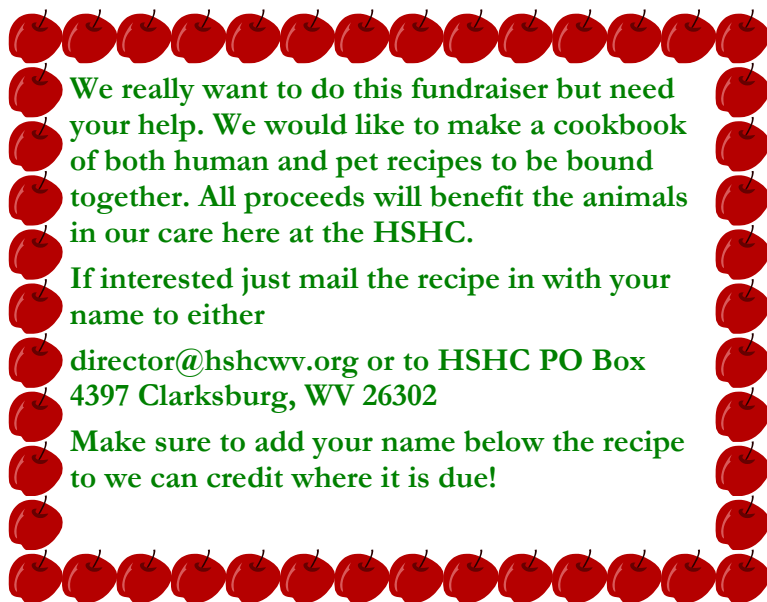 We really want to do this fundraiser but need
your help. We would like to make a cookbook
of both human and pet recipes to be bound
together. All proceeds will benefit the animals
in our care here at the HSHC.
If interested just mail the recipe in with your
name to either
director@hshcwv.org or to HSHC PO Box
4397 Clarksburg, WV 26302
Make sure to add your name below the recipe
to we can credit where it is due!